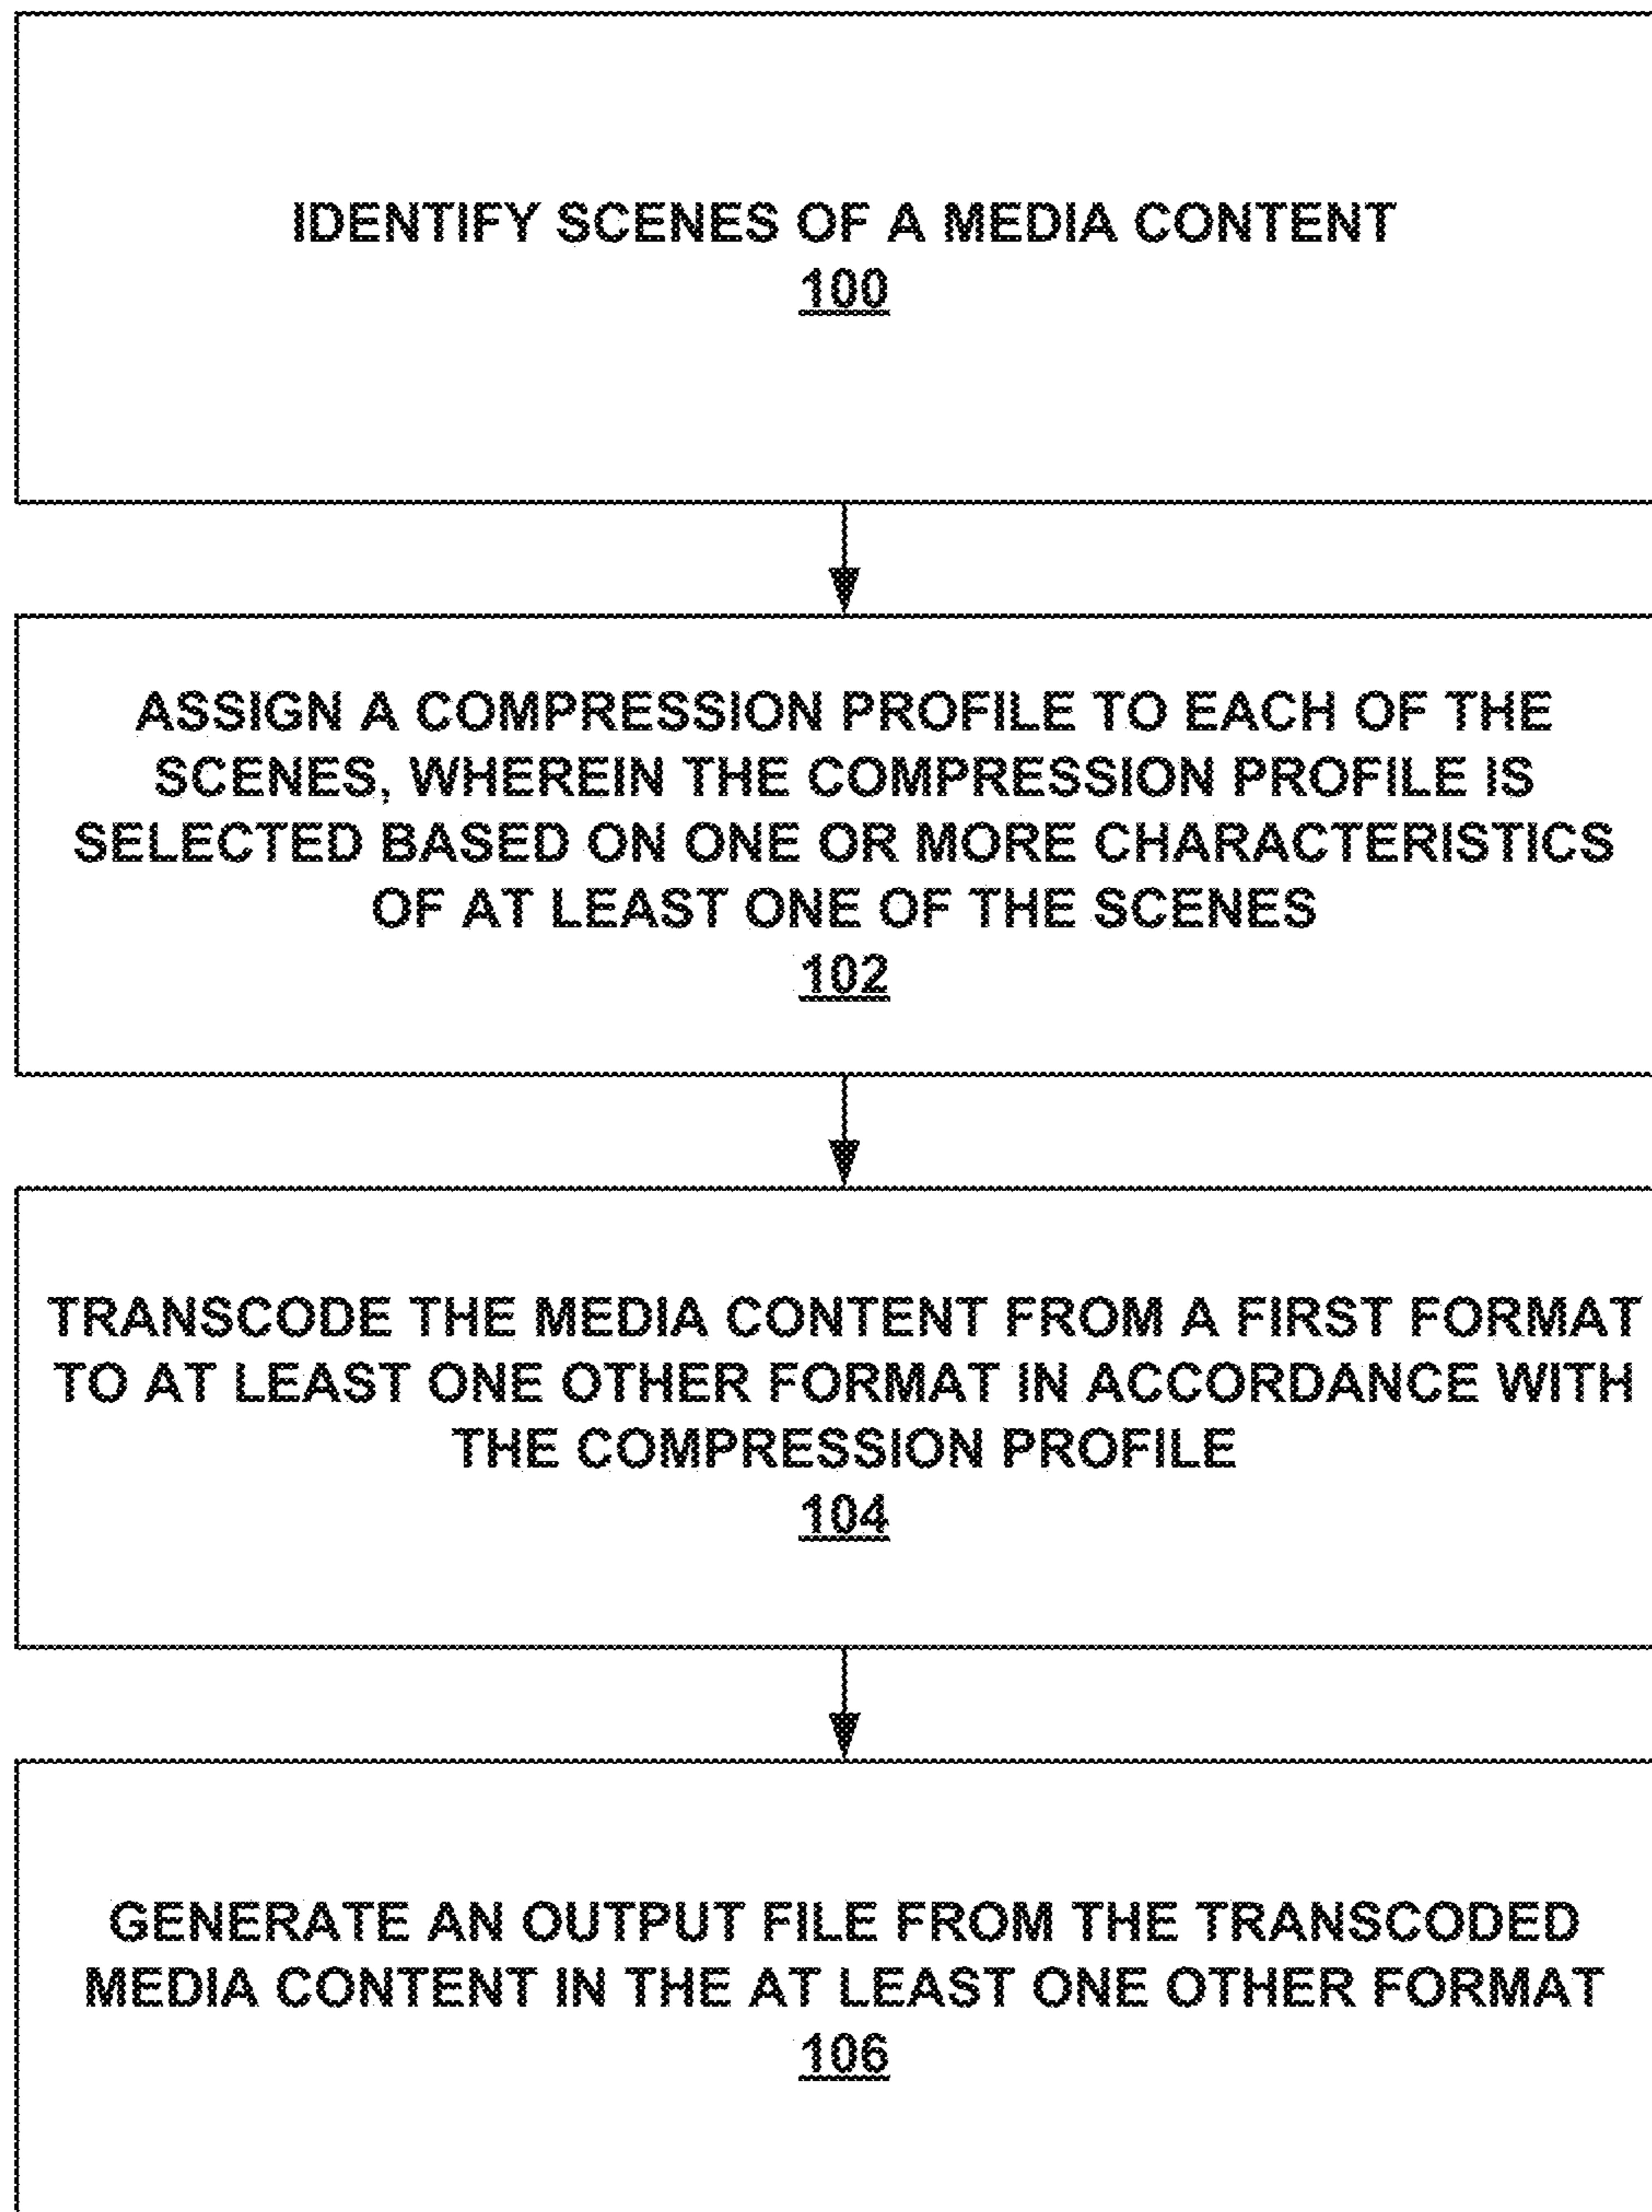 IDENTIFY SCENES OF A MEDIA CONTENT
100
ASSIGN A COMPRESSION PROFILE TO EACH OF THE
SCENES, WHEREIN THE COMPRESSION PROFILE IS
SELECTED BASED ON ONE OR MORE CHARACTERISTICS
OF AT LEAST ONE OF THE SCENES
102
TRANSCODE THE MEDIA CONTENT FROM A FIRST FORMAT
TO AT LEAST ONE OTHER FORMAT IN ACCORDANCE WITH
THE COMPRESSION PROFILE
104
GENERATE AN OUTPUT FILE FROM THE TRANSCODED
MEDIA CONTENT IN THE AT LEAST ONE OTHER FORMAT
106